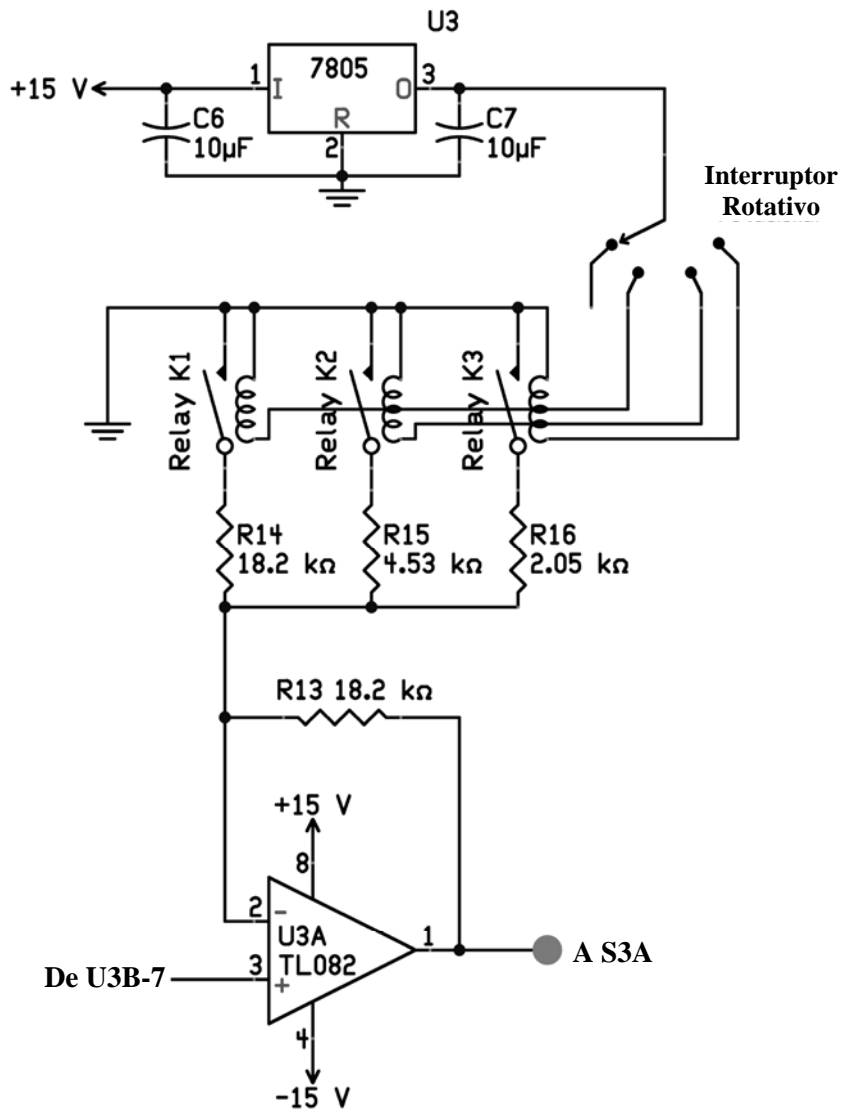 U3
+15 V
1
I
7805
O
3
R
2
C6
10µF
C7
10µF
Interruptor
Rotativo
Relay K1
Relay K2
Relay K3
R14
18.2 kΩ
R15
4.53 kΩ
R16
2.05 kΩ
R13 18.2 kΩ
+15 V
8
2
-
U3A
TL082
1
A S3A
De U3B-7
3
+
4
-15 V